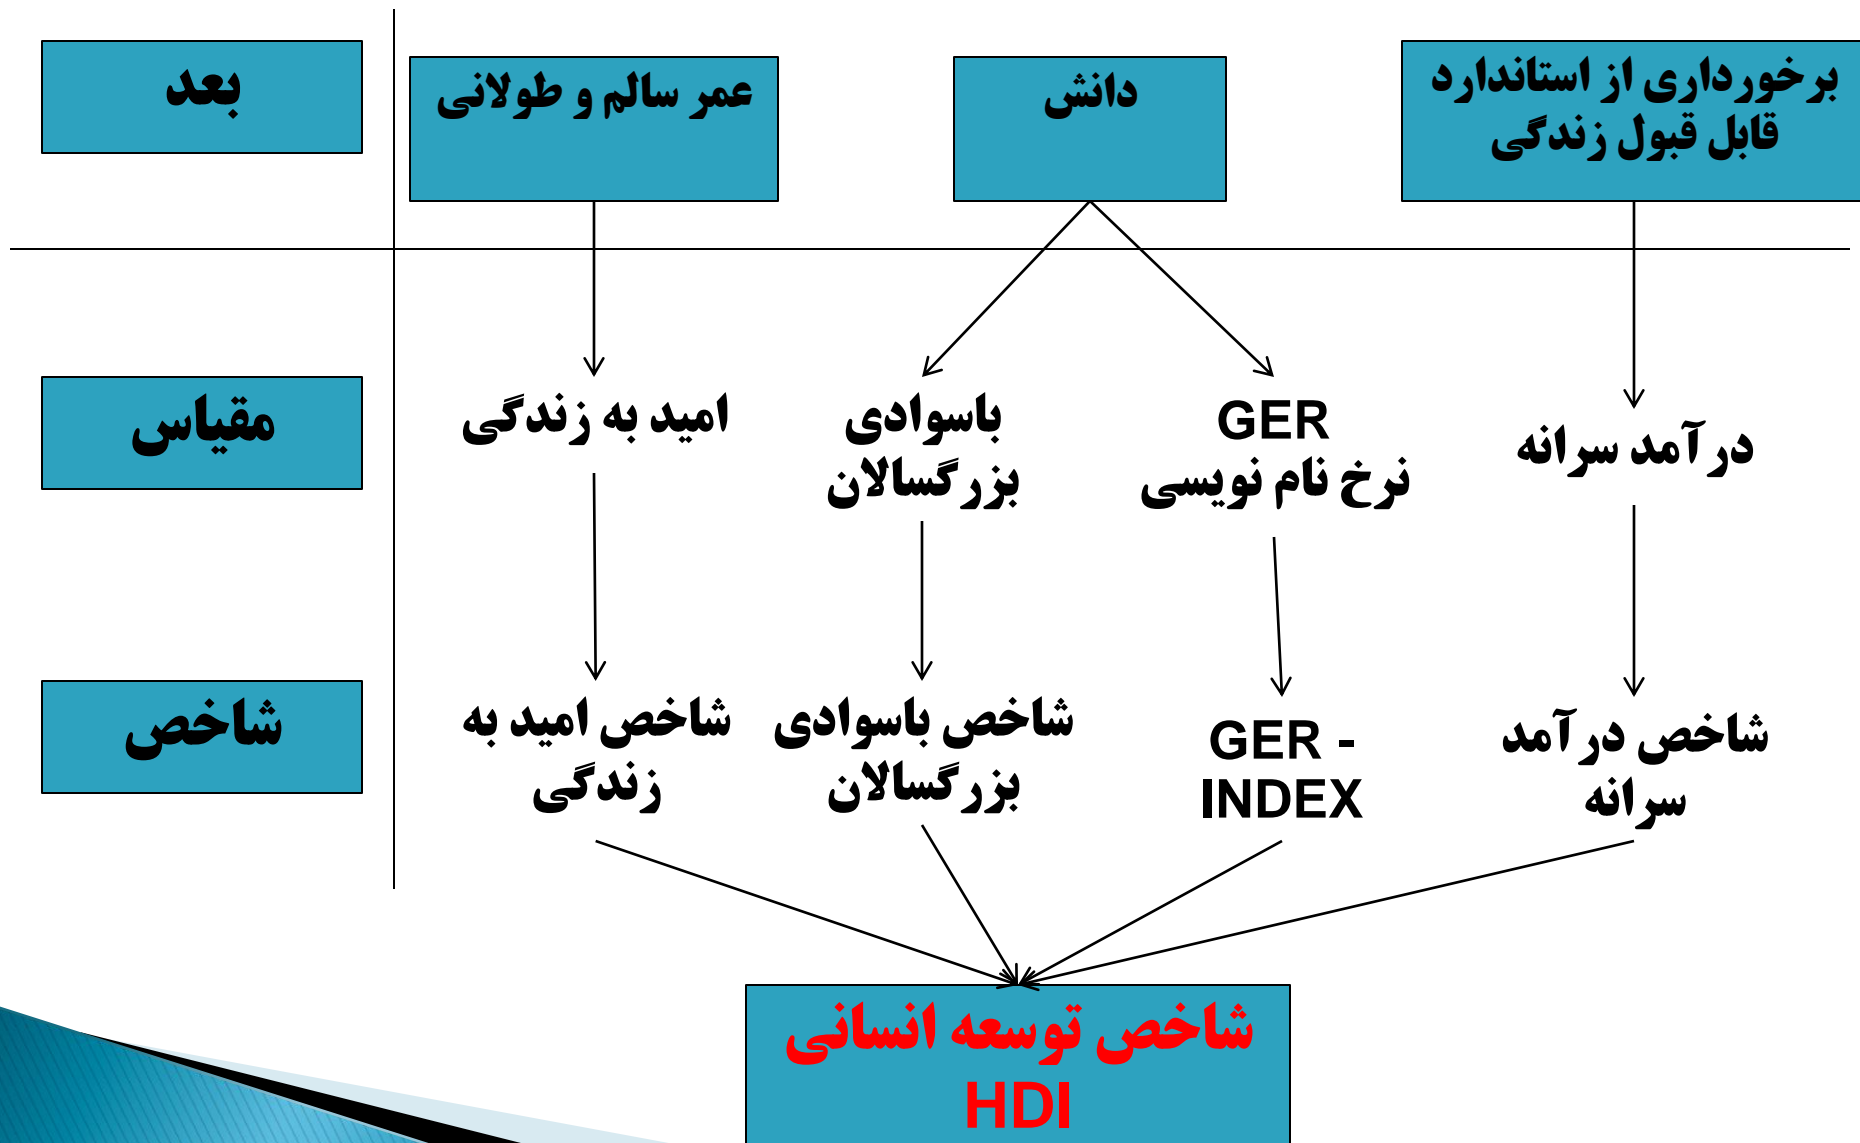 بعد
عمر سالم و طولانی
دانش
برخورداری از استاندارد
قابل قبول زندگی
مقیاس
امید به زندگی
باسوادی
بزرگسالان
GER
نرخ نام نویسی
درآمد سرانه
شاخص
شاخص امید به
زندگی
شاخص باسوادی
بزرگسالان
GER -
INDEX
شاخص درآمد
سرانه
شاخص توسعه انسانی
HDI